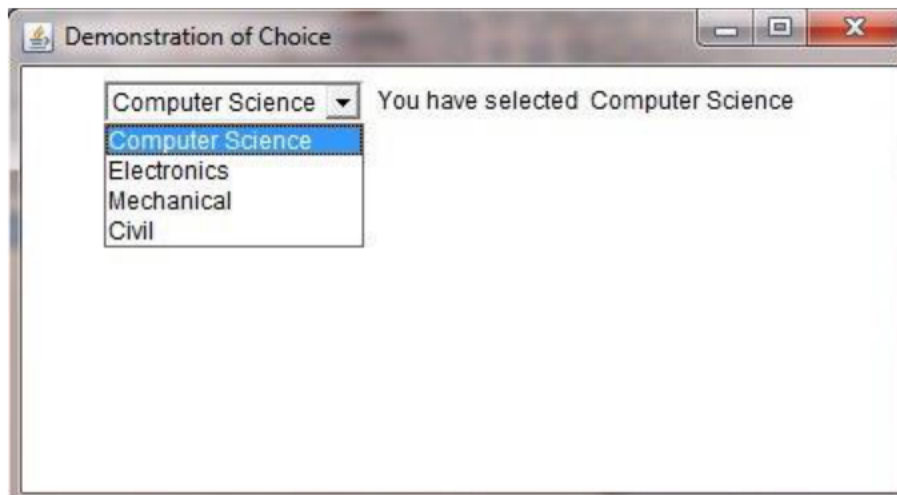 Demonstration of Choice
Computer Science You have selected Computer Science
Computer Science
Electronics
Mechanical
Civil